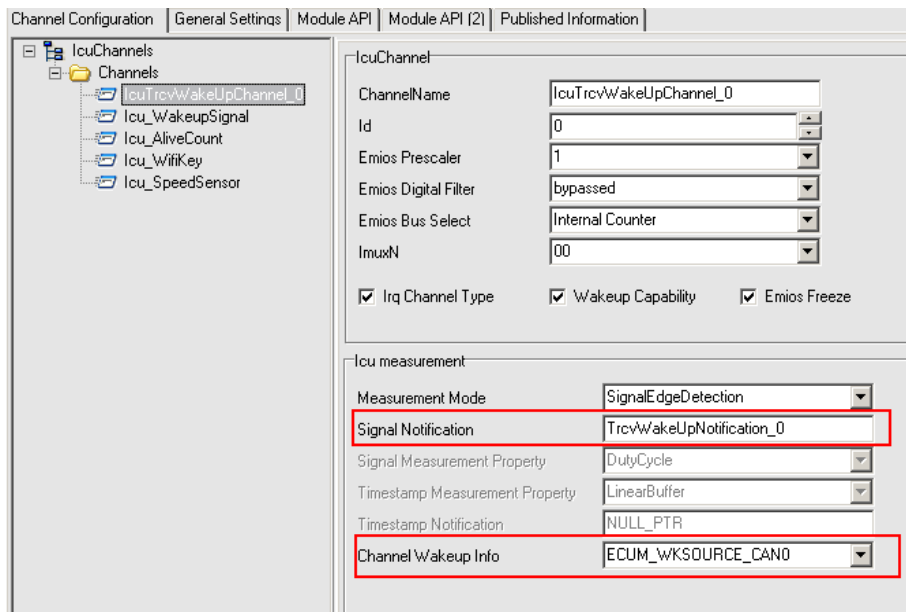 Channel Configuration General Settings Module API Module API (2) Published Information
IcuChannels
Channels
IcuTrcvWakeUpChannel_0
Icu_WakeupSignal
Icu_AliveCount
Icu_WifiKey
Icu_SpeedSensor
IcuChannel
ChannelName IcuTrcvWakeUpChannel_0
Id 0
Emios Prescaler 1
Emios Digital Filter bypassed
Emios Bus Select Internal Counter
ImuxN 00
Irq Channel Type Wakeup Capability Emios Freeze
Icu measurement
Measurement Mode SignalEdgeDetection
Signal Notification TrcvWakeUpNotification_0
Signal Measurement Property DutyCycle
Timestamp Measurement Property LinearBuffer
Timestamp Notification NULL_PTR
Channel Wakeup Info ECUM_WKSOURCE_CAN0